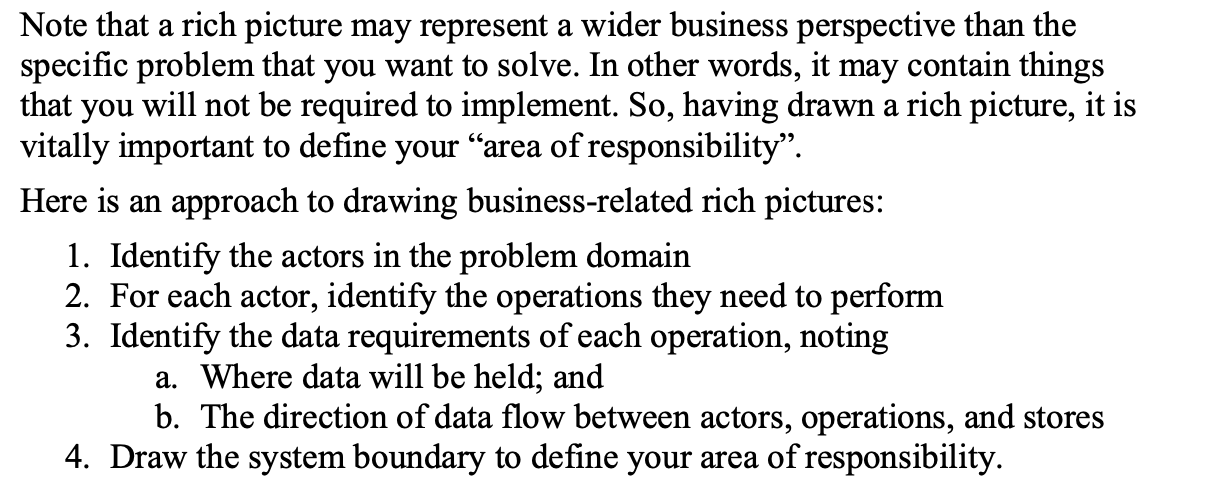 Note that a rich picture may represent a wider business perspective than the
specific problem that you want to solve. In other words, it may contain things
that you will not be required to implement. So, having drawn a rich picture, it is
vitally important to define your “area of responsibility”.
Here is an approach to drawing business-related rich pictures:
1. Identify the actors in the problem domain
2. For each actor, identify the operations they need to perform
3. Identify the data requirements of each operation, noting
a. Where data will be held; and
b. The direction of data flow between actors, operations, and stores
4. Draw the system boundary to define your area of responsibility.